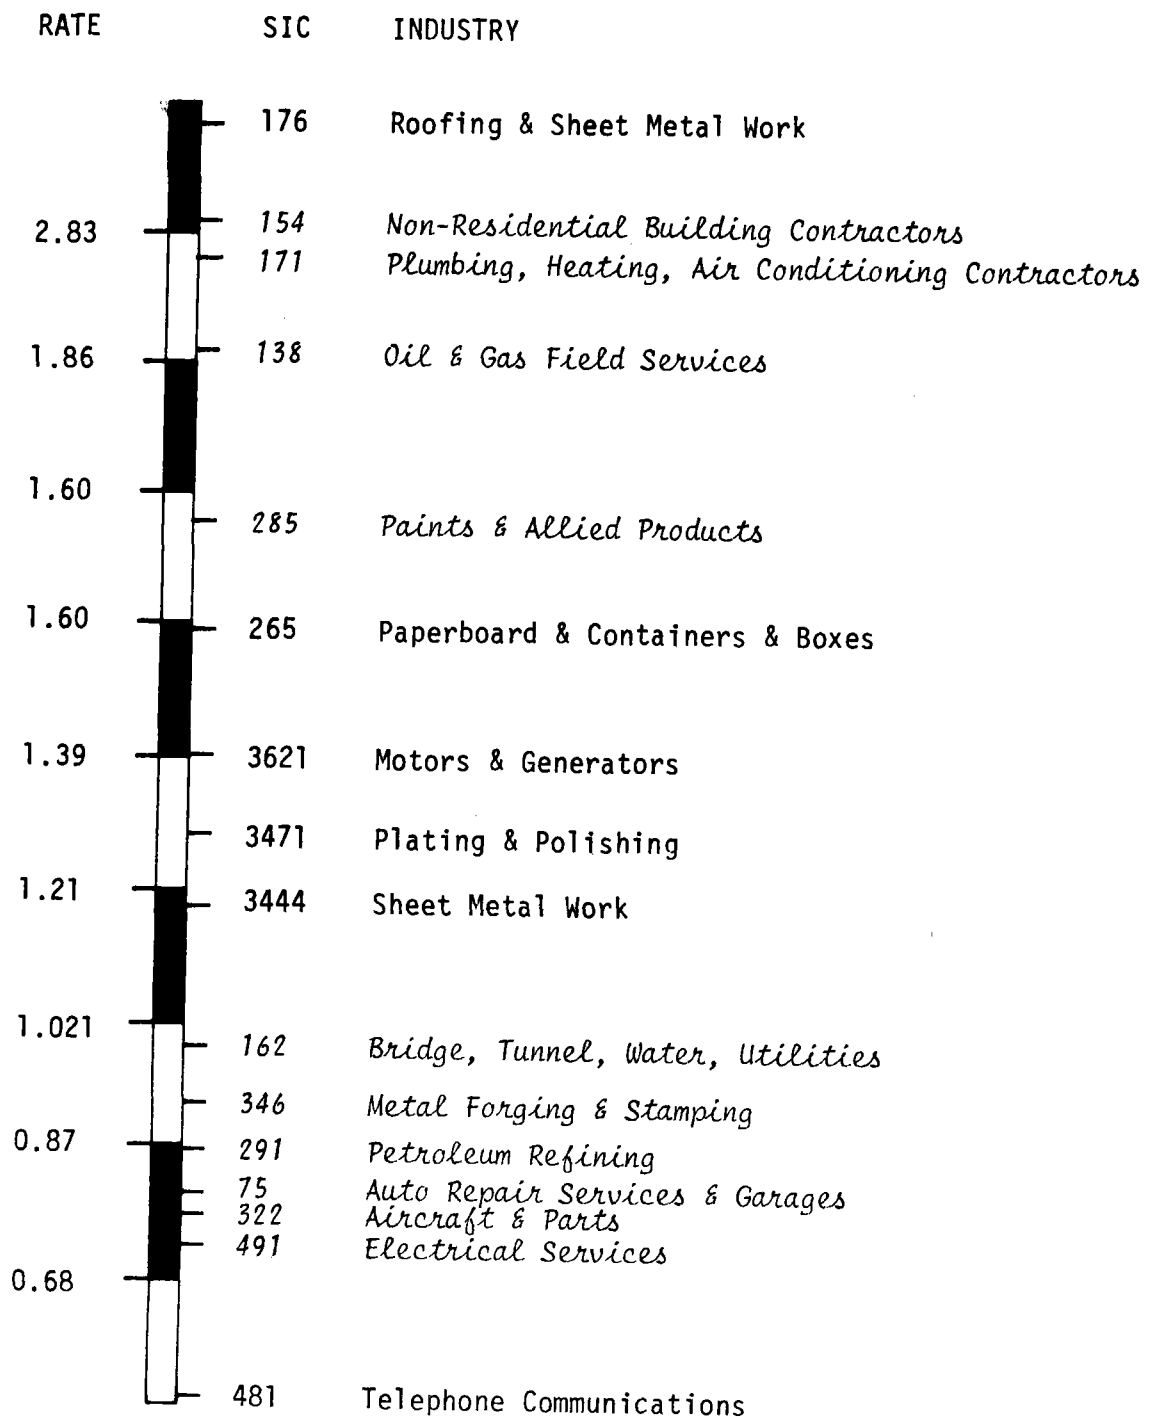 RATE SIC INDUSTRY
176 Roofing & Sheet Metal Work
154 Non-Residential Building Contractors
2.83
171 Plumbing, Heating, Air Conditioning Contractors
1.86 138 Oil & Gas Field Services
1.60
285 Paints & Allied Products
1.60 265 Paperboard & Containers & Boxes
1.39 3621 Motors & Generators
3471 Plating & Polishing
1.21
3444 Sheet Metal Work
1.021
162 Bridge, Tunnel, Water, Utilities
346 Metal Forging & Stamping
0.87 291 Petroleum Refining
75 Auto Repair Services & Garages
322 Aircraft & Parts
491 Electrical Services
0.68
481 Telephone Communications